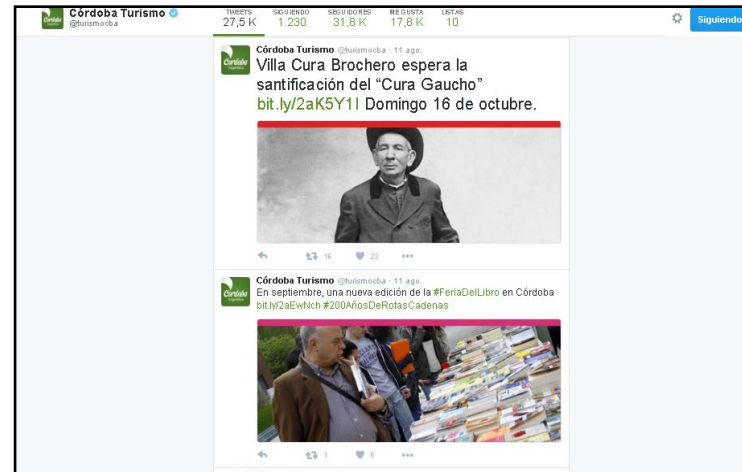 Córdoba Turismo
@turismocba
TWEETS SIGUIENDO SEGUIDORES ME GUSTA LISTAS
27,5 K 1.230 31,8 K 17,8 K 10
Siguiendo
Córdoba
Córdoba Turismo @turismocba · 11 ago.
Villa Cura Brochero espera la
santificación del “Cura Gaucho”
bit.ly/2aK5Y1I Domingo 16 de octubre.
16 23
Córdoba
Córdoba Turismo @turismocba · 11 ago.
En septiembre, una nueva edición de la #FeriaDelLibro en Córdoba
bit.ly/2aEwNch #200AñosDeRotasCadenas
1 6